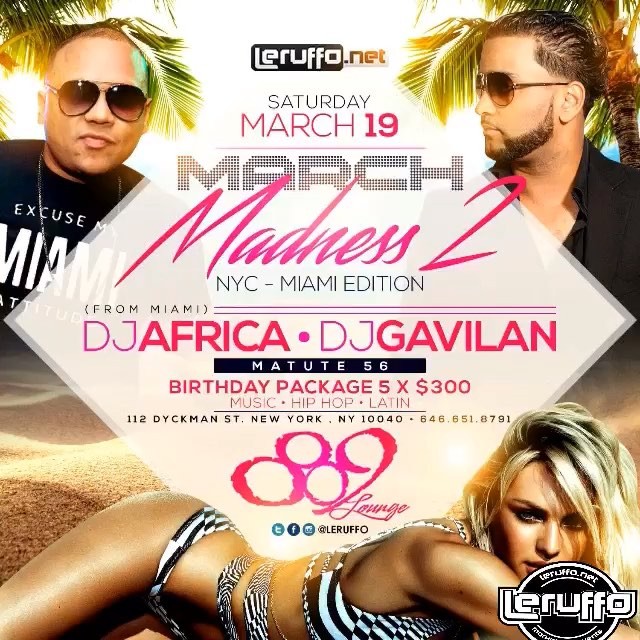 LERUFFO.net
SATURDAY
MARCH 19
MARCH
Madness 2
NYC - MIAMI EDITION
(FROM MIAMI)
DJAFRICA • DJGAVILAN
MATUTE 56
BIRTHDAY PACKAGE 5 X $300
MUSIC • HIP HOP • LATIN
112 DYCKMAN ST. NEW YORK , NY 10040 • 646.651.8791
809
Lounge
@LERUFFO
EXCUSE MY
MIAMI
ATTITUD
LERUFFO.net
LERUFFO